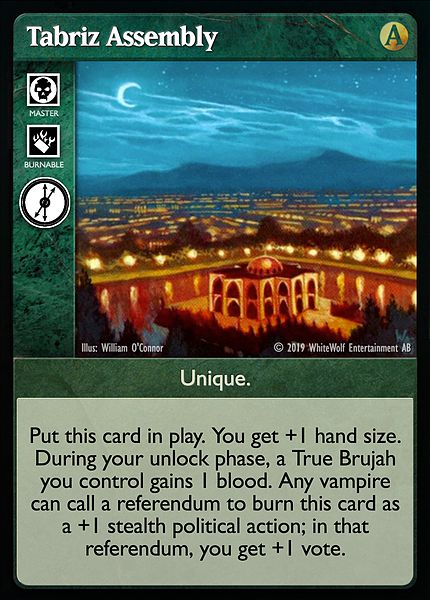 Tabriz Assembly
A
MASTER
BURNABLE
Illus: William O'Connor
© 2019 WhiteWolf Entertainment AB
Unique.
Put this card in play. You get +1 hand size.
During your unlock phase, a True Brujah
you control gains 1 blood. Any vampire
can call a referendum to burn this card as
a +1 stealth political action; in that
referendum, you get +1 vote.